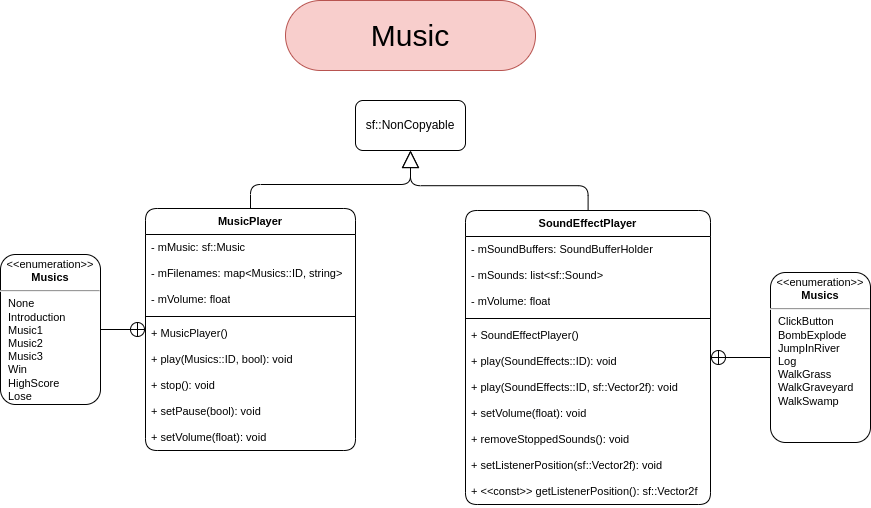 Music
sf::NonCopyable
MusicPlayer
- mMusic: sf::Music
- mFilenames: map<Musics::ID, string>
- mVolume: float
+ MusicPlayer()
+ play(Musics::ID, bool): void
+ stop(): void
+ setPause(bool): void
+ setVolume(float): void
<<enumeration>>
Musics
None
Introduction
Music1
Music2
Music3
Win
HighScore
Lose
SoundEffectPlayer
- mSoundBuffers: SoundBufferHolder
- mSounds: list<sf::Sound>
- mVolume: float
+ SoundEffectPlayer()
+ play(SoundEffects::ID): void
+ play(SoundEffects::ID, sf::Vector2f): void
+ setVolume(float): void
+ removeStoppedSounds(): void
+ setListenerPosition(sf::Vector2f): void
+ <<const>> getListenerPosition(): sf::Vector2f
<<enumeration>>
Musics
ClickButton
BombExplode
JumpInRiver
Log
WalkGrass
WalkGraveyard
WalkSwamp